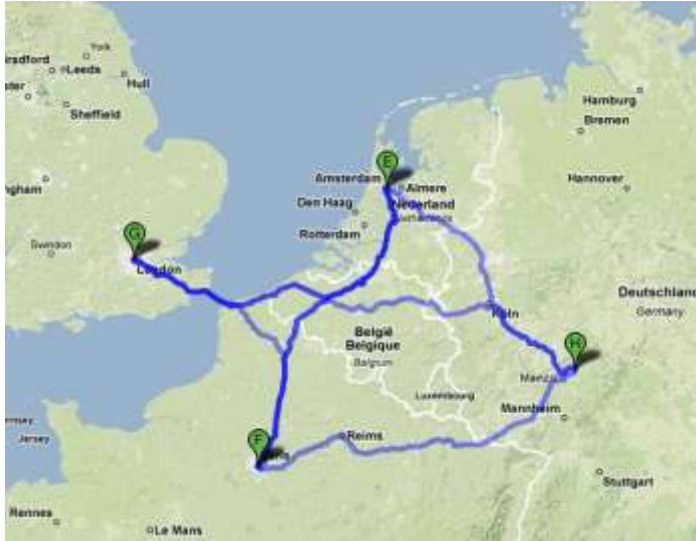 York
Leeds
Hull
Sheffield
Hamburg
Bremen
E
Amsterdam
Almere
Hannover
Den Haag
Nederland
Netherlands
Rotterdam
G
Swindon
London
Deutschland
Germany
Köln
België
Belgique
Belgium
H
Mainz
Luxembourg
Mannheim
Jersey
F
Reims
Stuttgart
Rennes
Le Mans